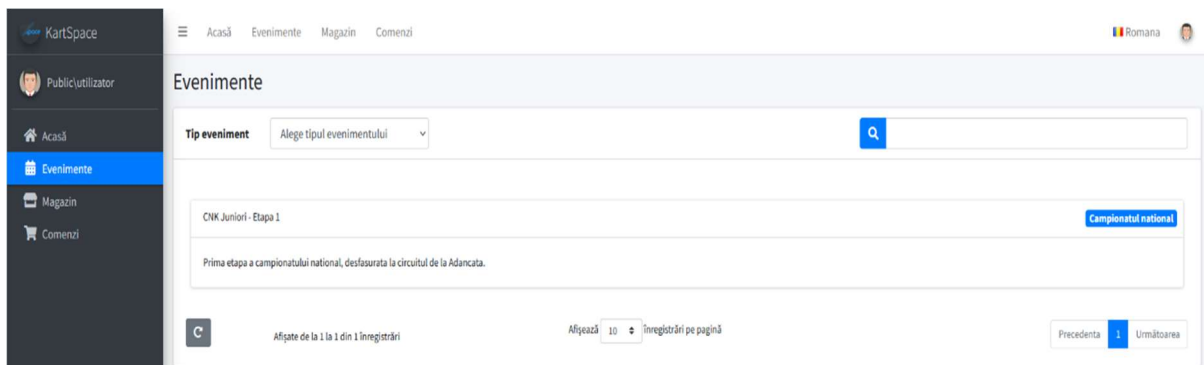 KartSpace
Acasă Evenimente Magazin Comenzi
Romana
Public\utilizator
Evenimente
Acasă
Evenimente
Magazin
Comenzi
Tip eveniment Alege tipul evenimentului
CNK Juniori - Etapa 1 Campionatul national
Prima etapa a campionatului national, desfasurata la circuitul de la Adancata.
Afișate de la 1 la 1 din 1 înregistrări Afișează 10 înregistrări pe pagină Precedenta 1 Următoarea